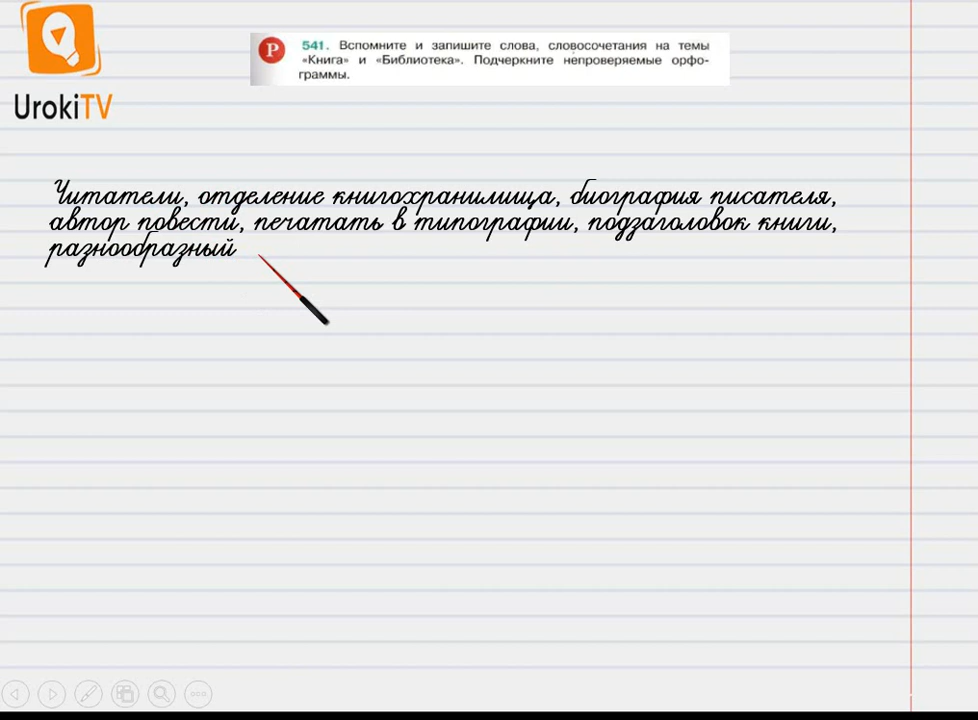 UrokiTV
Р
541. Вспомните и запишите слова, словосочетания на темы
«Книга» и «Библиотека». Подчеркните непроверяемые орфо-
граммы.
Читатели, отделение книгохранилища, биография писателя,
автор повести, печатать в типографии, подзаголовок книги,
разнообразный